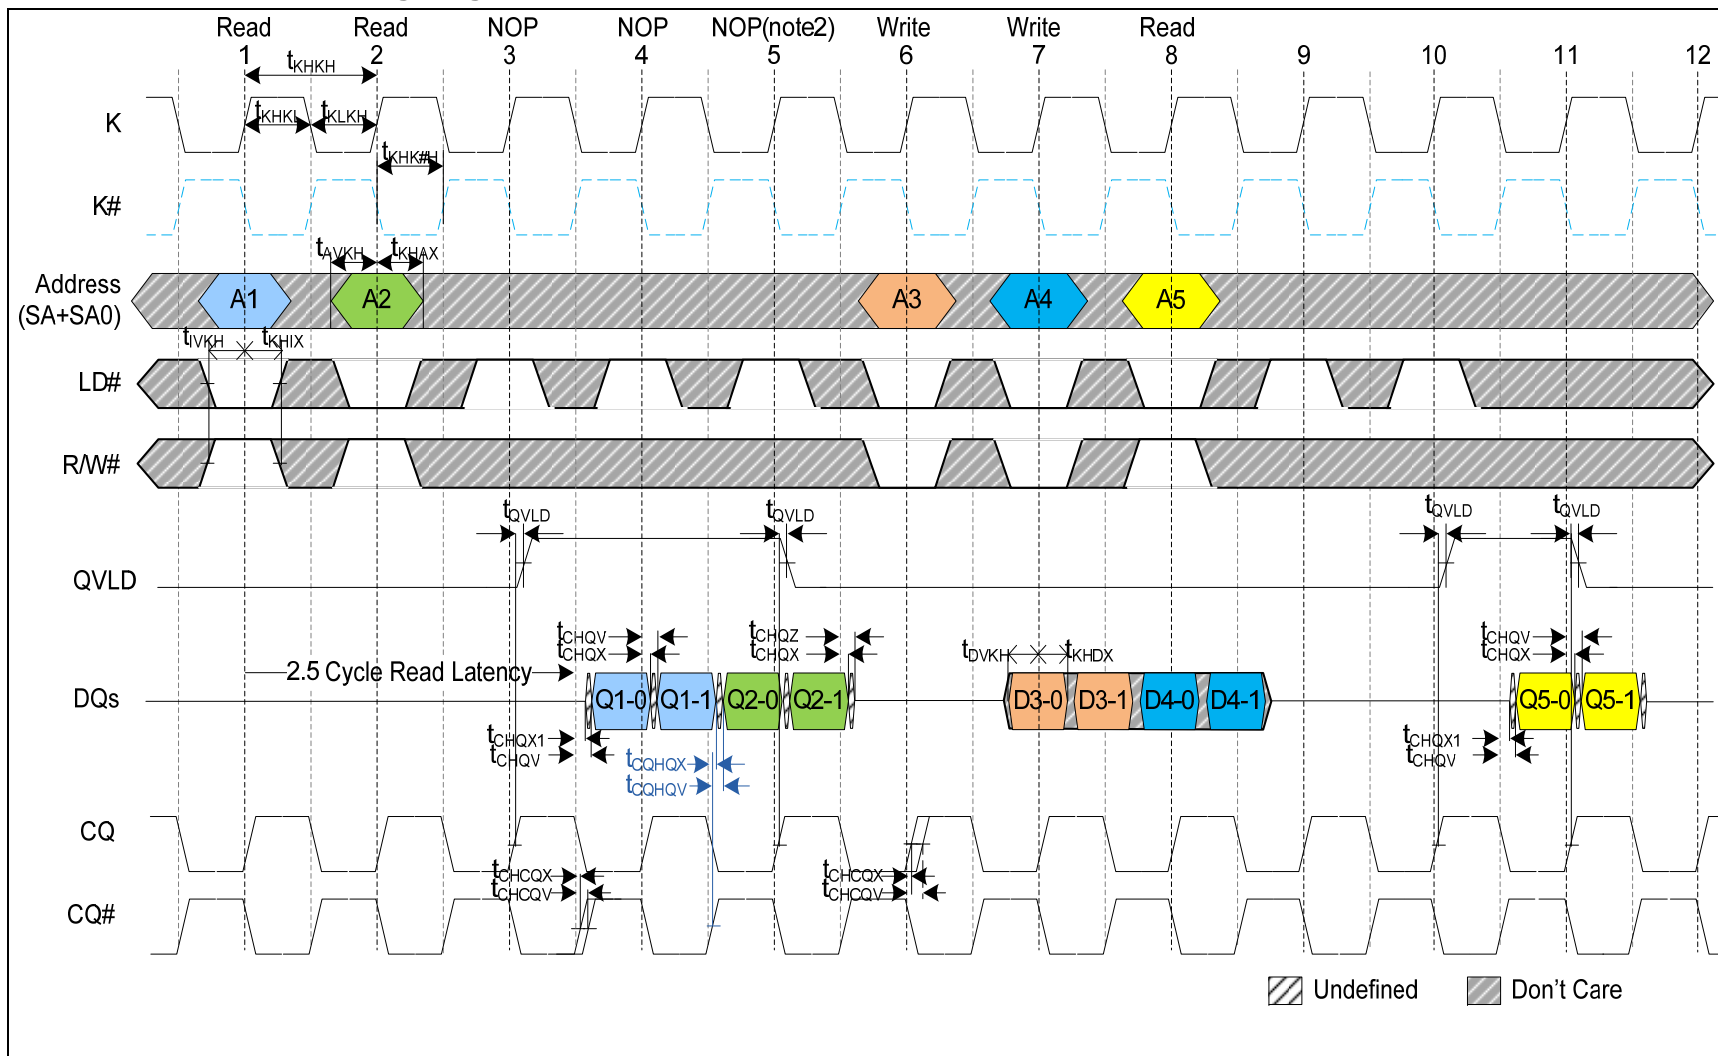 Read Read NOP NOP NOP(note2) Write Write Read
1 2 3 4 5 6 7 8 9 10 11 12
tKHKH
K
tKHKL tKLKH
tKHK#H
K#
tAVKH tKHAX
Address
(SA+SA0)
A1 A2 A3 A4 A5
tIVKH tKHIX
LD#
R/W#
tQVLD tQVLD tQVLD tQVLD
QVLD
tCHQV tCHQZ tCHQV
tCHQX tCHQX tDVKH tKHDX tCHQX
2.5 Cycle Read Latency
DQs
Q1-0 Q1-1 Q2-0 Q2-1 D3-0 D3-1 D4-0 D4-1 Q5-0 Q5-1
tCHQX1 tCHQX1
tCHQV tCHQV
tCQHQX
tCQHQV
CQ
tCHCQX tCHCQX
tCHCQV tCHCQV
CQ#
Undefined Don't Care